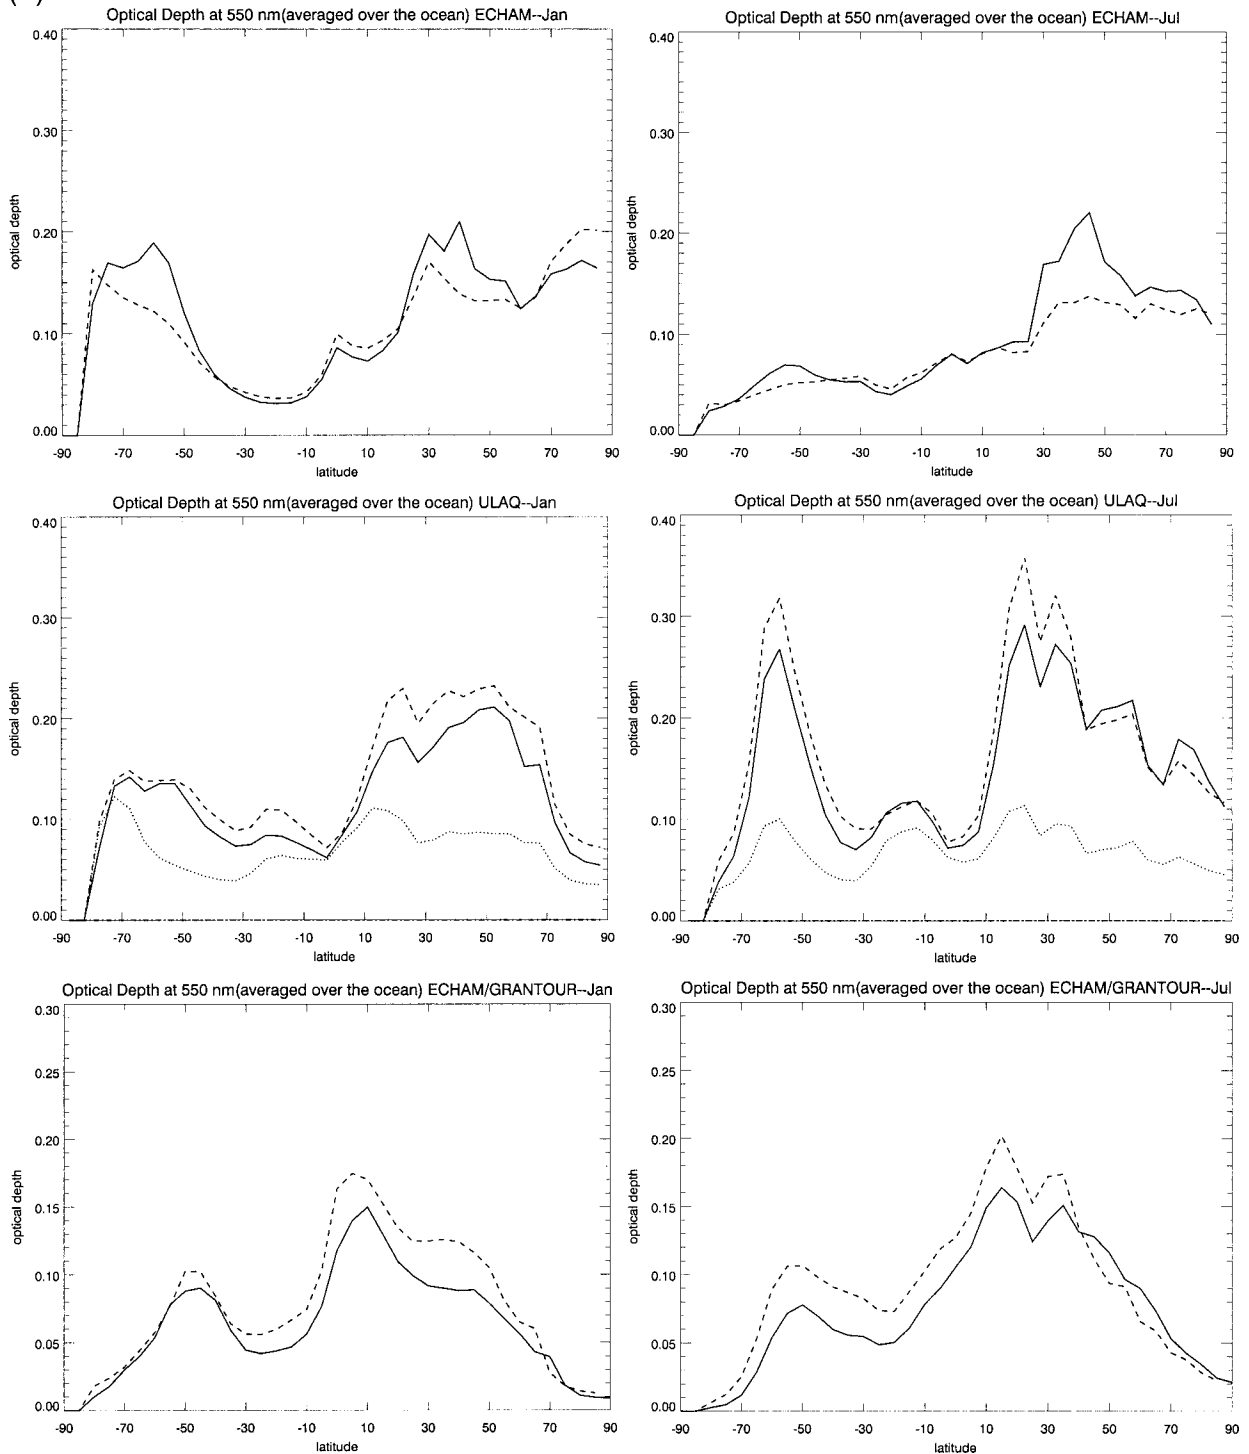 Optical Depth at 550 nm(averaged over the ocean) ECHAM--Jan
0.40
0.30
0.20
0.10
0.00
optical depth
-90 -70 -50 -30 -10 10 30 50 70 90
latitude
Optical Depth at 550 nm(averaged over the ocean) ECHAM--Jul
0.40
0.30
0.20
0.10
0.00
optical depth
-90 -70 -50 -30 -10 10 30 50 70 90
latitude
Optical Depth at 550 nm(averaged over the ocean) ULAQ--Jan
0.40
0.30
0.20
0.10
0.00
optical depth
-90 -70 -50 -30 -10 10 30 50 70 90
latitude
Optical Depth at 550 nm(averaged over the ocean) ULAQ--Jul
0.40
0.30
0.20
0.10
0.00
optical depth
-90 -70 -50 -30 -10 10 30 50 70 90
latitude
Optical Depth at 550 nm(averaged over the ocean) ECHAM/GRANTOUR--Jan
0.30
0.25
0.20
0.15
0.10
0.05
0.00
optical depth
-90 -70 -50 -30 -10 10 30 50 70 90
latitude
Optical Depth at 550 nm(averaged over the ocean) ECHAM/GRANTOUR--Jul
0.30
0.25
0.20
0.15
0.10
0.05
0.00
optical depth
-90 -70 -50 -30 -10 10 30 50 70 90
latitude